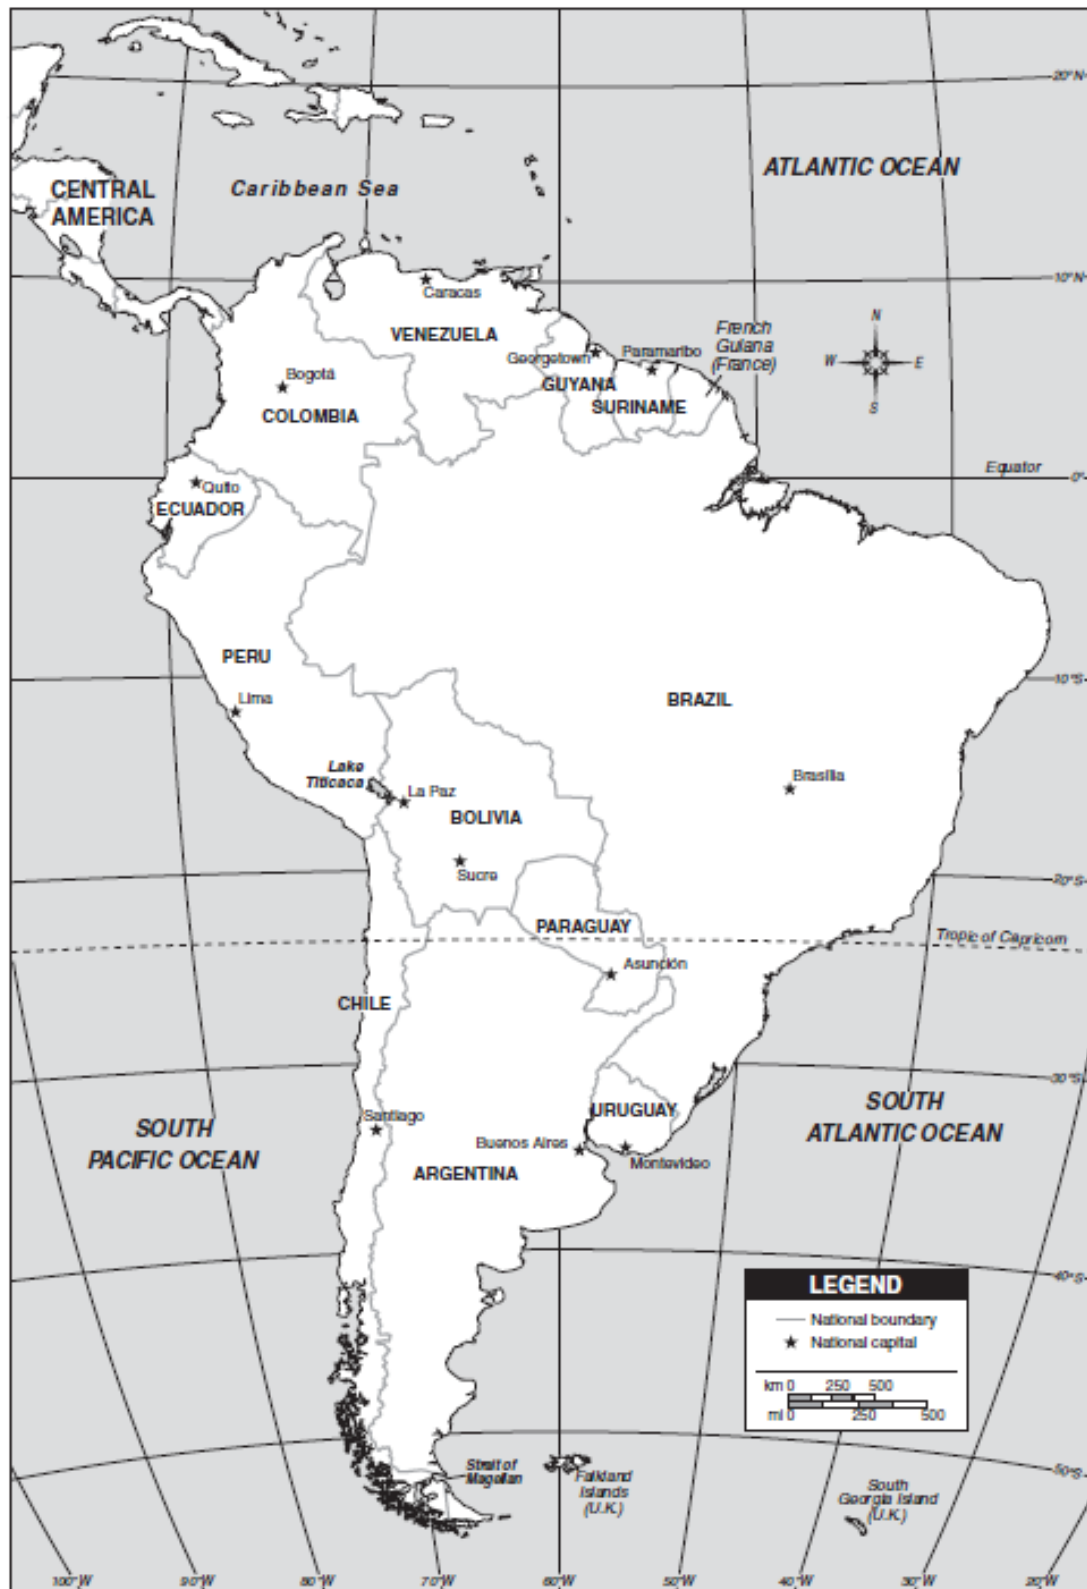 20°N
ATLANTIC OCEAN
Caribbean Sea
CENTRAL
AMERICA
10°N
Caracas
VENEZUELA
French
Guiana
(France)
N
W
E
S
Georgetown
Paramaribo
GUYANA
SURINAME
Bogotá
COLOMBIA
Equator
0°
Quito
ECUADOR
PERU
10°S
BRAZIL
Lima
Lake
Titicaca
La Paz
Brasília
BOLIVIA
Sucre
20°S
PARAGUAY
Tropic of Capricorn
Asunción
CHILE
30°S
SOUTH
PACIFIC OCEAN
Santiago
URUGUAY
SOUTH
ATLANTIC OCEAN
Buenos Aires
Montevideo
ARGENTINA
40°S
LEGEND
National boundary
National capital
km 0 250 500
mi 0 250 500
Strait of
Magellan
Falkland
Islands
(U.K.)
South
Georgia Island
(U.K.)
50°S
100°W 90°W 80°W 70°W 60°W 50°W 40°W 30°W 20°W